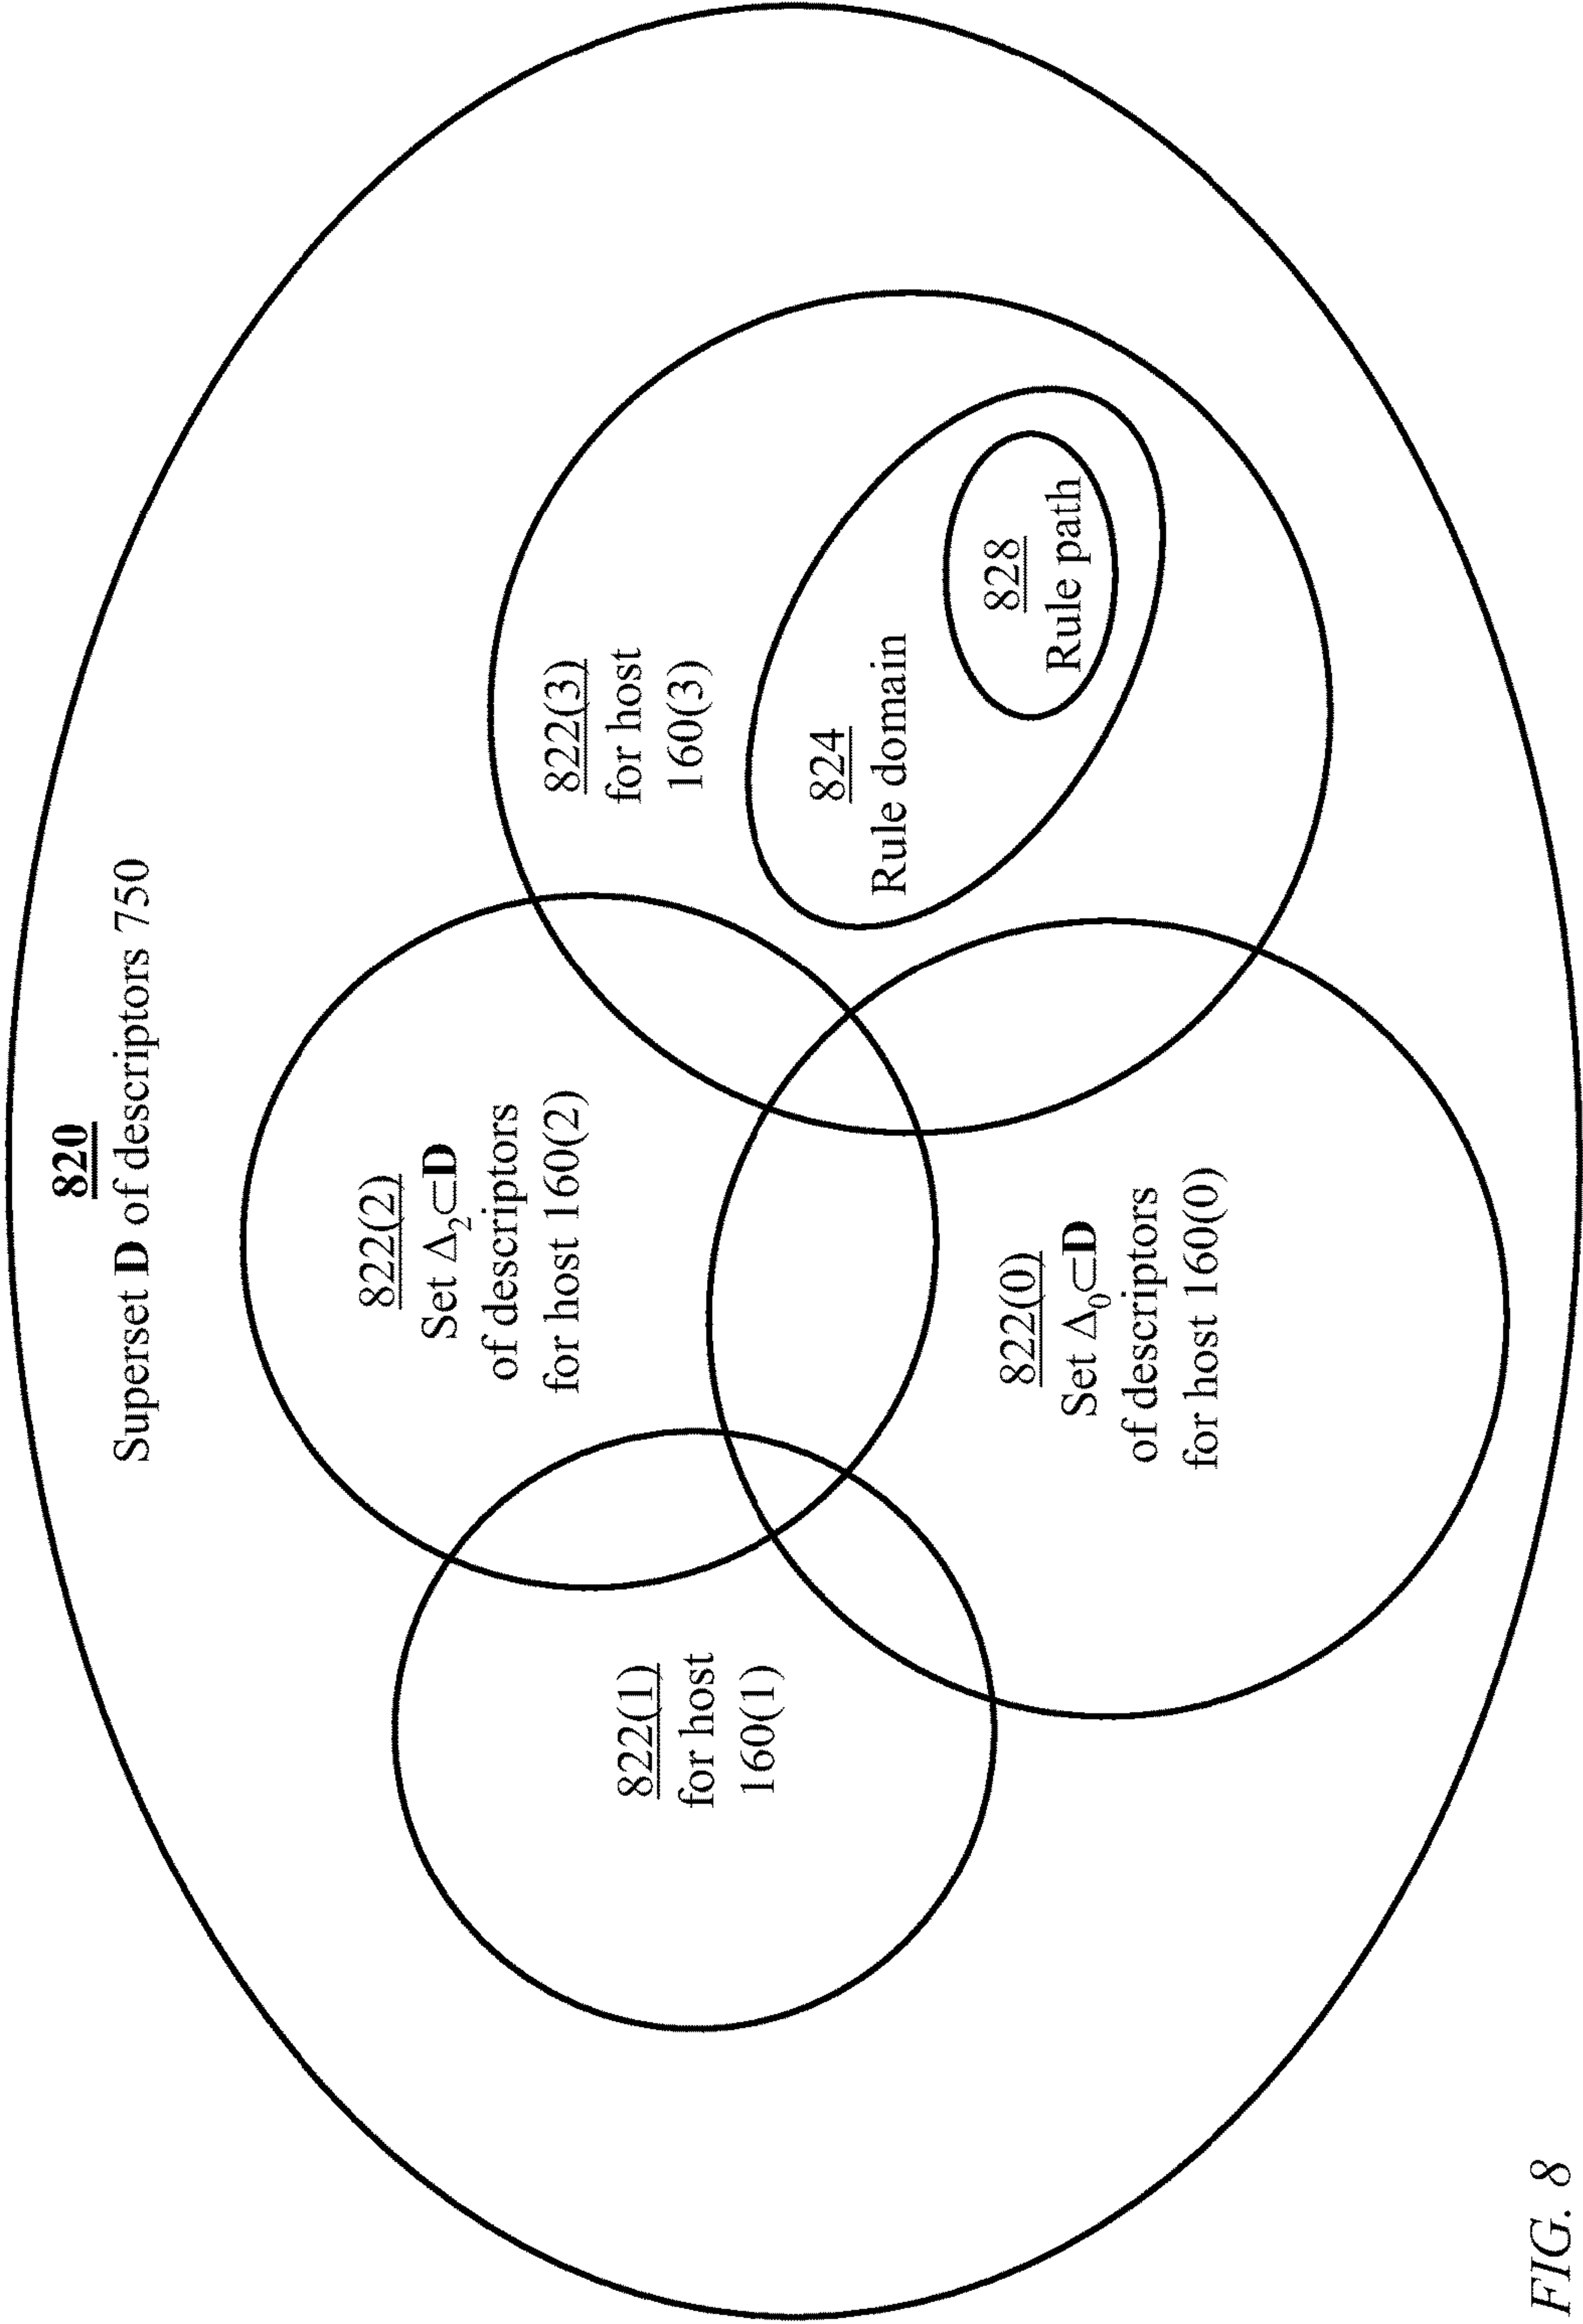 820
Superset D of descriptors 750
822(2)
Set Δ₂⊂D
of descriptors
for host 160(2)
822(3)
for host
160(3)
822(1)
for host
160(1)
824
Rule domain
828
Rule path
822(0)
Set Δ₀⊂D
of descriptors
for host 160(0)
FIG. 8